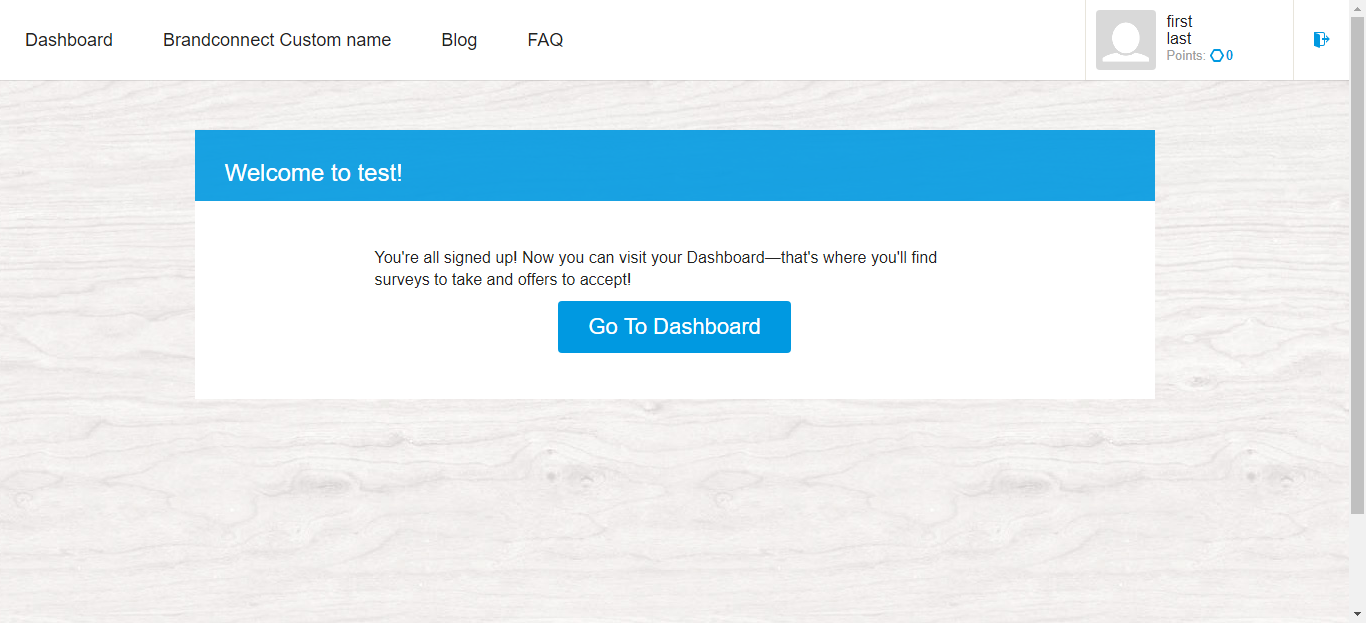 Dashboard Brandconnect Custom name Blog FAQ
first
last
Points: 0
Welcome to test!
You're all signed up! Now you can visit your Dashboard—that's where you'll find
surveys to take and offers to accept!
Go To Dashboard